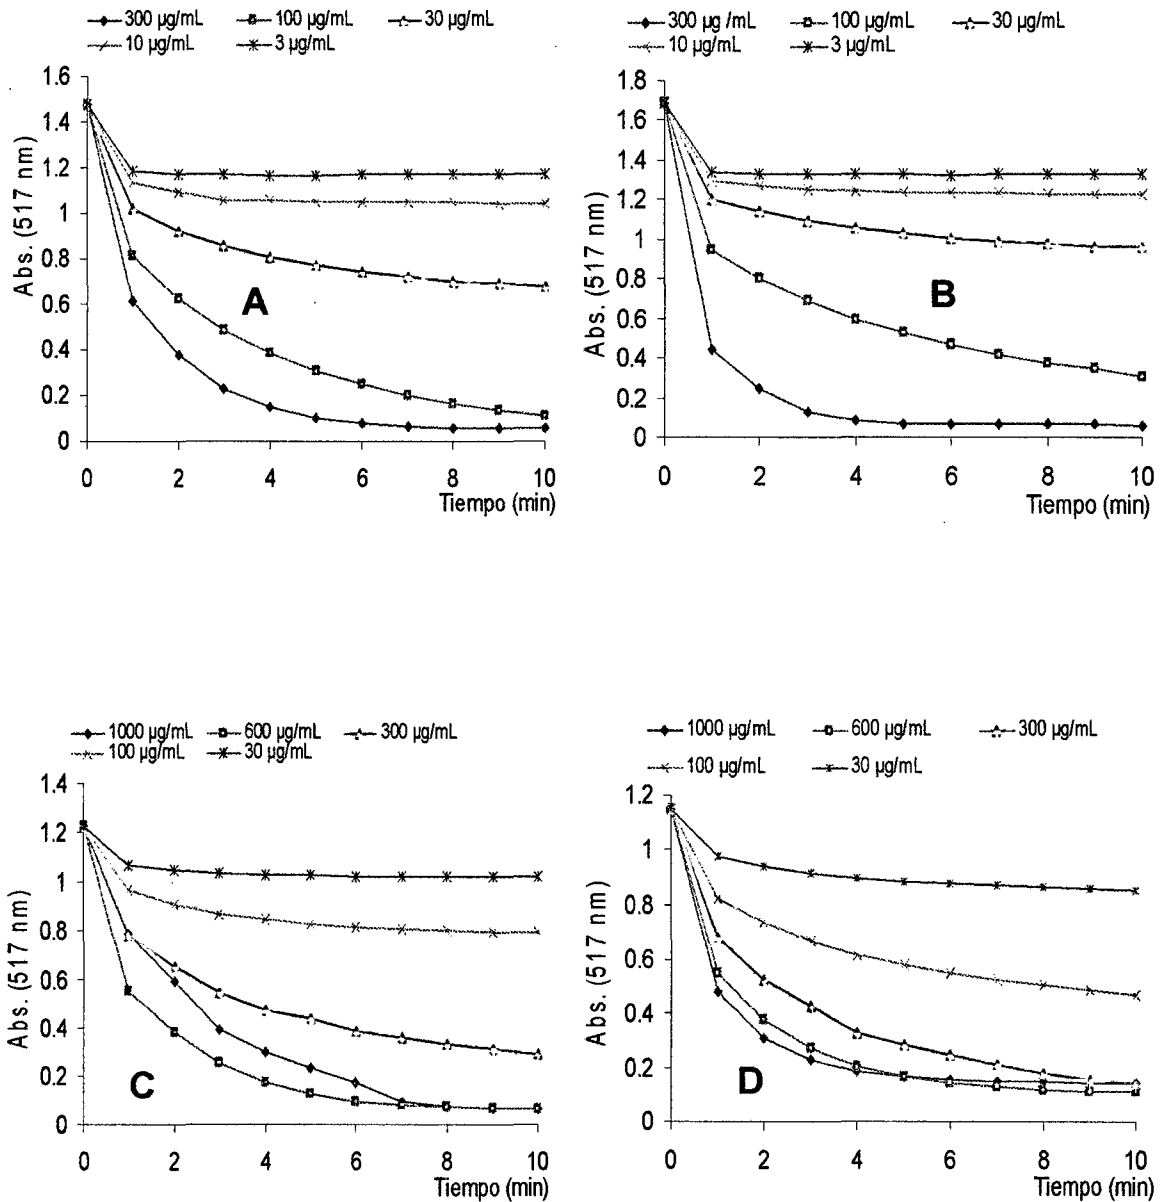 300 µg/mL 100 µg/mL 30 µg/mL
10 µg/mL 3 µg/mL
1.6
1.4
1.2
1
0.8
0.6
0.4
0.2
0
Abs. (517 nm)
A
0 2 4 6 8 10
Tiempo (min)
300 µg /mL 100 µg/mL 30 µg/mL
10 µg/mL 3 µg/mL
1.8
1.6
1.4
1.2
1
0.8
0.6
0.4
0.2
0
Abs. (517 nm)
B
0 2 4 6 8 10
Tiempo (min)
1000 µg/mL 600 µg/mL 300 µg/mL
100 µg/mL 30 µg/mL
1.4
1.2
1
0.8
0.6
0.4
0.2
0
Abs. (517 nm)
C
0 2 4 6 8 10
Tiempo (min)
1000 µg/mL 600 µg/mL 300 µg/mL
100 µg/mL 30 µg/mL
1.2
1
0.8
0.6
0.4
0.2
0
Abs. (517 nm)
D
0 2 4 6 8 10
Tiempo (min)